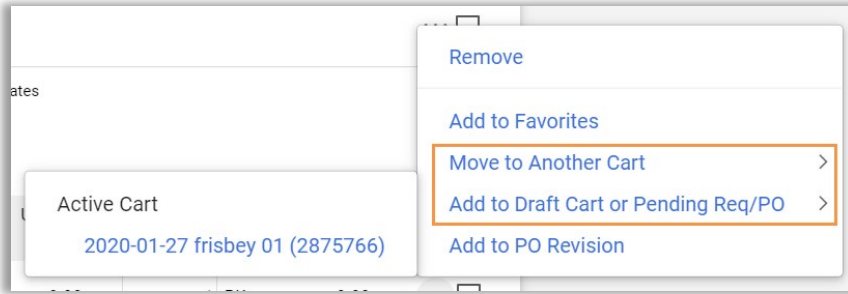 Remove
ates
Add to Favorites
Move to Another Cart
Active Cart
Add to Draft Cart or Pending Req/PO
2020-01-27 frisbey 01 (2875766)
Add to PO Revision